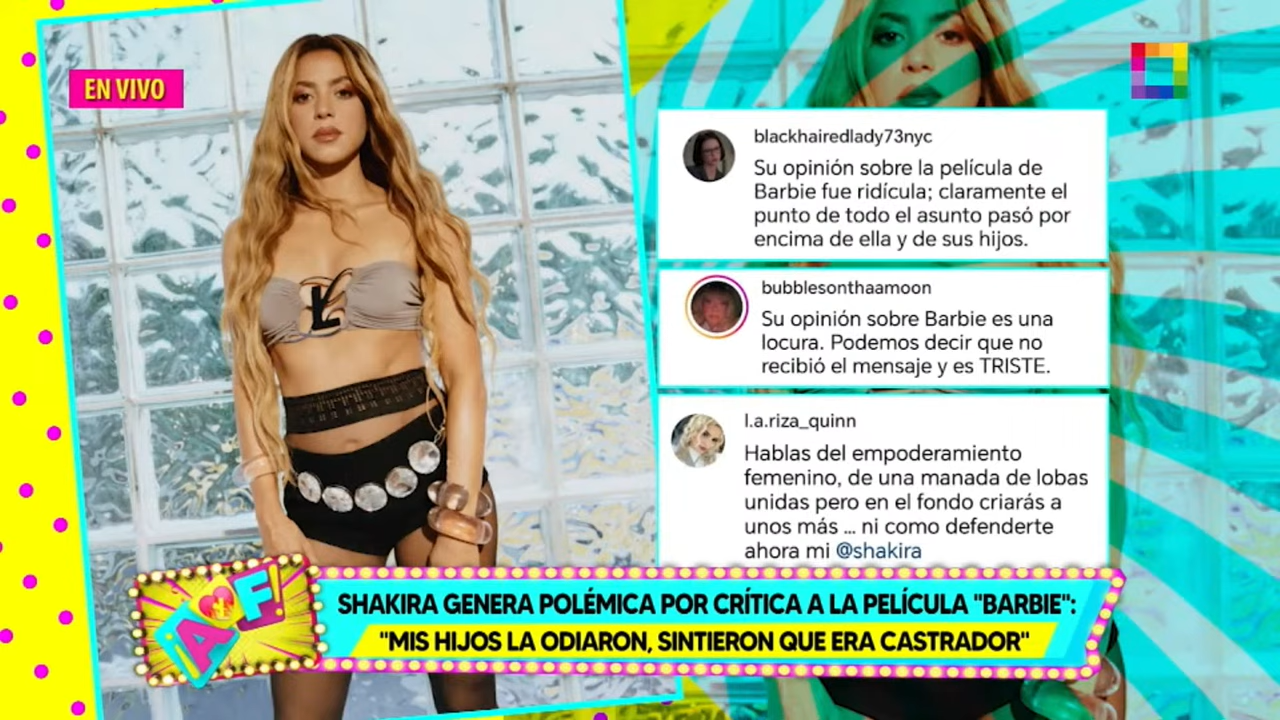 EN VIVO
blackhairedlady73nyc
Su opinión sobre la película de
Barbie fue ridícula; claramente el
punto de todo el asunto pasó por
encima de ella y de sus hijos.
bubblesonthaamoon
Su opinión sobre Barbie es una
locura. Podemos decir que no
recibió el mensaje y es TRISTE.
l.a.riza_quinn
Hablas del empoderamiento
femenino, de una manada de lobas
unidas pero en el fondo criarás a
unos más ... ni como defenderte
ahora mi @shakira
¡AF!
SHAKIRA GENERA POLÉMICA POR CRÍTICA A LA PELÍCULA "BARBIE":
"MIS HIJOS LA ODIARON, SINTIERON QUE ERA CASTRADOR"